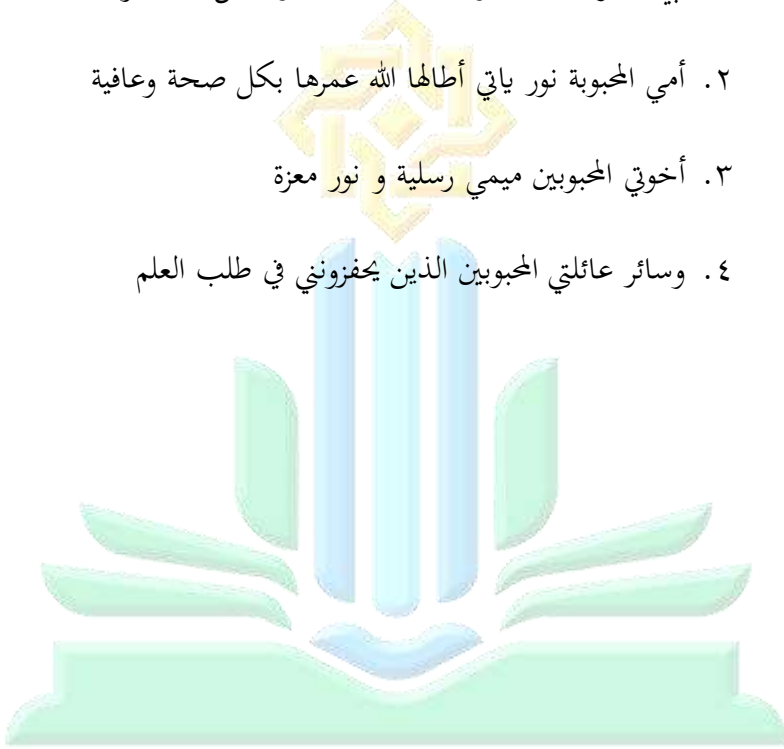 ٢. أمي المحبوبة نور ياتي أطالها الله عمرها بكل صحة وعافية
٣. أخوتي المحبوبين ميمي رسلية و نور معزة
٤. وسائر عائلتي المحبوبين الذين يحفزونني في طلب العلم